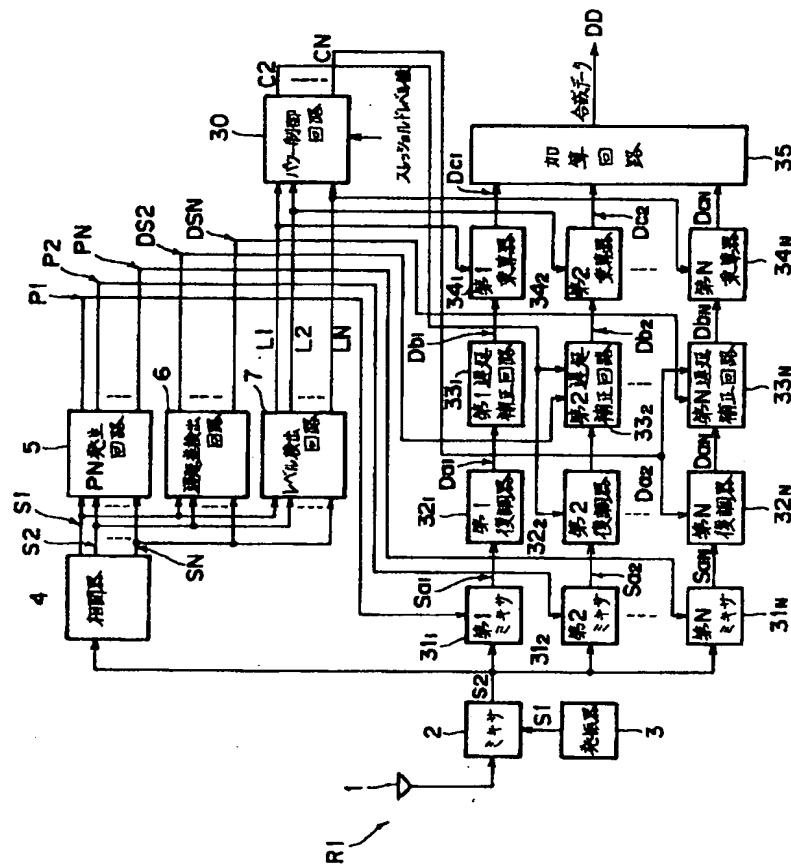 R1
1
2
ミキサ
S1
発振器
3
S2
4
相関器
S1
S2
SN
5
PN発生
回路
6
遅延差検出
回路
7
レベル検出
回路
P1
P2
PN
DS2
DSN
L1
L2
LN
30
パワー制御
回路
C2
CN
スレッショルドレベル値
31₁
第1
ミキサ
Sa1
32₁
第1
復調器
Da1
33₁
第1遅延
補正回路
Db1
34₁
第1
乗算器
Dc1
31₂
第2
ミキサ
Sa2
32₂
第2
復調器
Da2
第2遅延
補正回路
33₂
Db2
34₂
第2
乗算器
Dc2
第N
ミキサ
31N
SaN
第N
復調器
32N
DaN
第N遅延
補正回路
33N
DbN
第N
乗算器
34N
DcN
加算回路
35
合成データ
DD